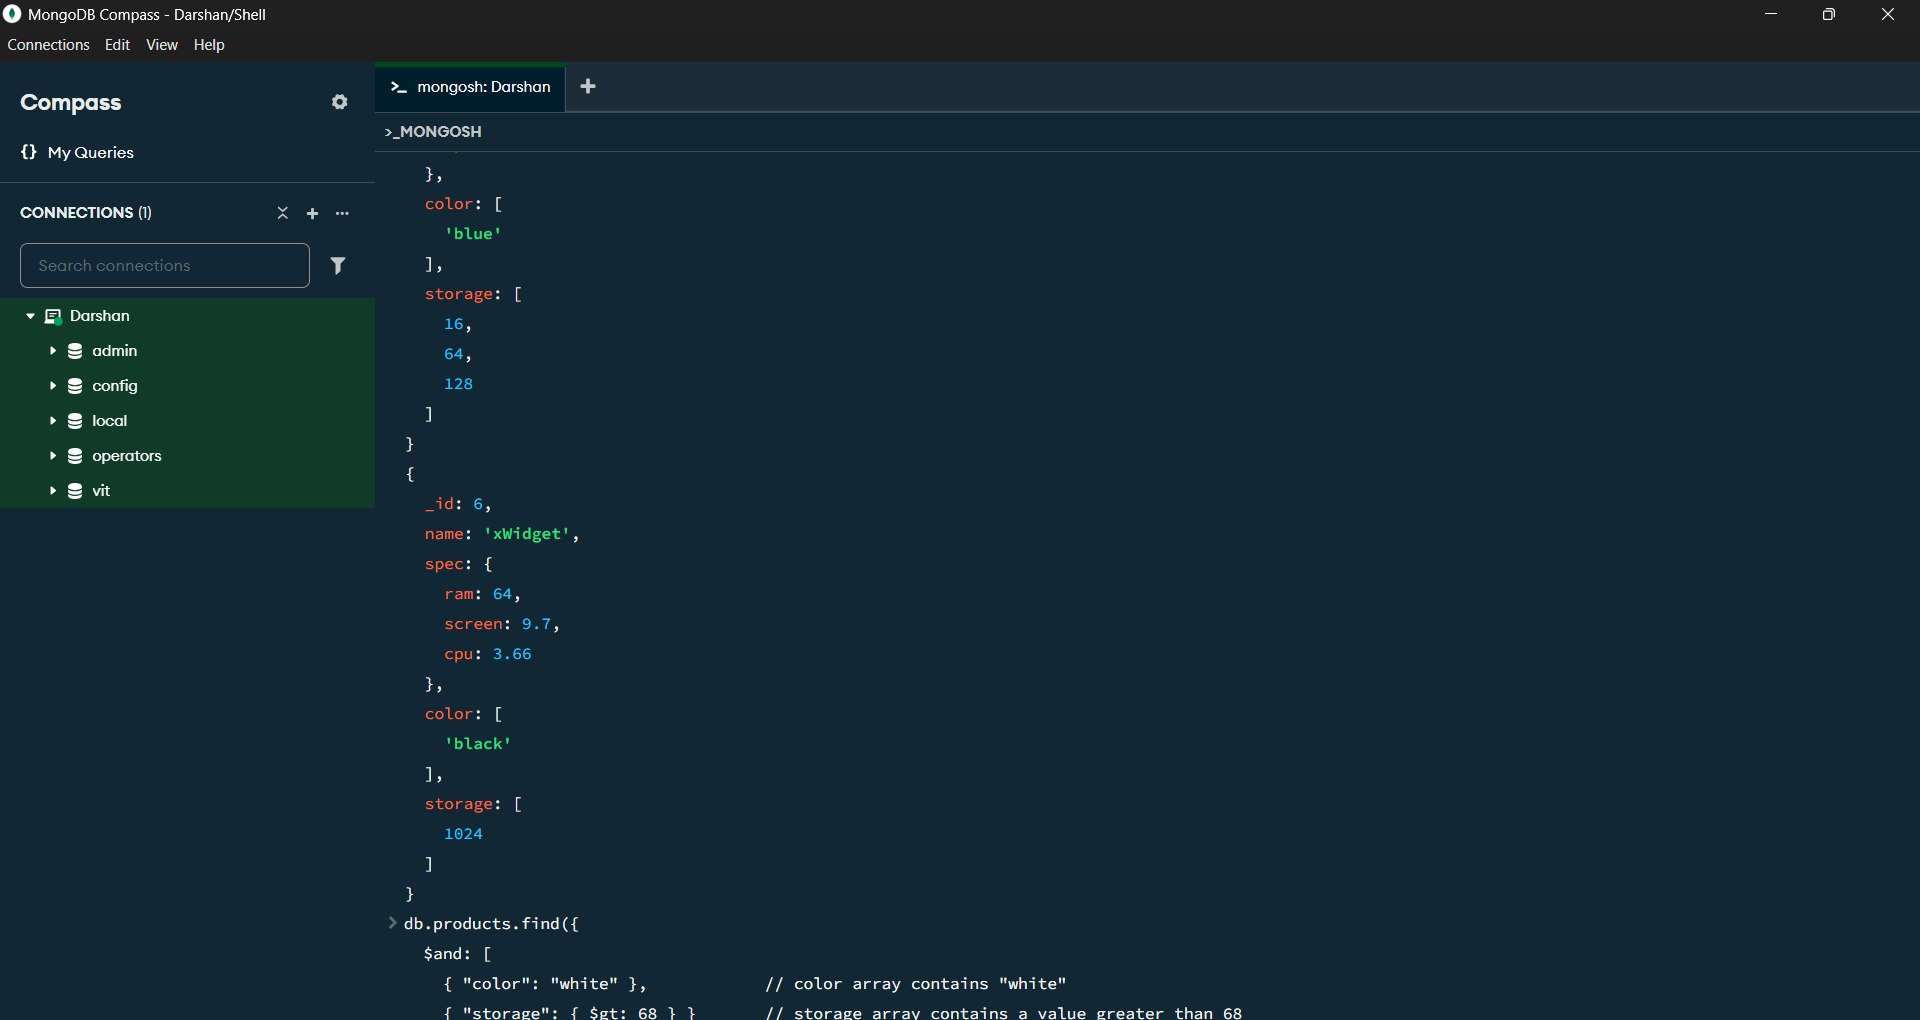 MongoDB Compass - Darshan/Shell
Connections Edit View Help
Compass
{} My Queries
CONNECTIONS (1)
Search connections
Darshan
admin
config
local
operators
vit
>_ mongosh: Darshan
>_MONGOSH
},
color: [
'blue'
],
storage: [
16,
64,
128
]
}
{
_id: 6,
name: 'xWidget',
spec: {
ram: 64,
screen: 9.7,
cpu: 3.66
},
color: [
'black'
],
storage: [
1024
]
}
> db.products.find({
$and: [
{ "color": "white" }, // color array contains "white"
{ "storage": { $gt: 68 } } // storage array contains a value greater than 68